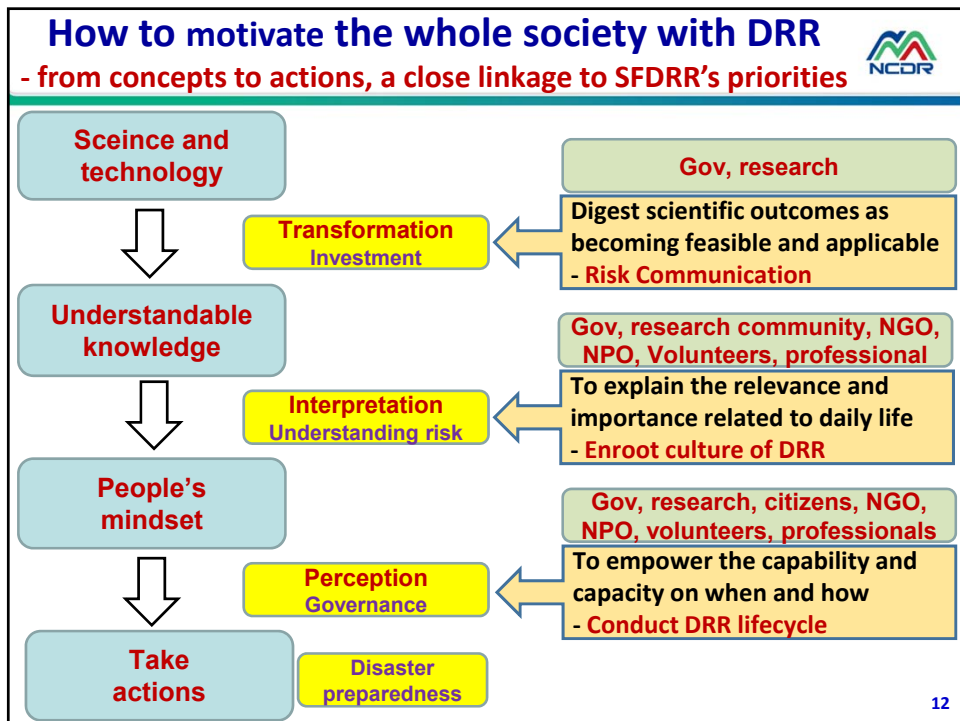 How to motivate the whole society with DRR
- from concepts to actions, a close linkage to SFDRR's priorities
NCDR
Sceince and
technology
Gov, research
Transformation
Investment
Digest scientific outcomes as
becoming feasible and applicable
- Risk Communication
Understandable
knowledge
Gov, research community, NGO,
NPO, Volunteers, professional
Interpretation
Understanding risk
To explain the relevance and
importance related to daily life
- Enroot culture of DRR
People's
mindset
Gov, research, citizens, NGO,
NPO, volunteers, professionals
Perception
Governance
To empower the capability and
capacity on when and how
- Conduct DRR lifecycle
Take
actions
Disaster
preparedness
12